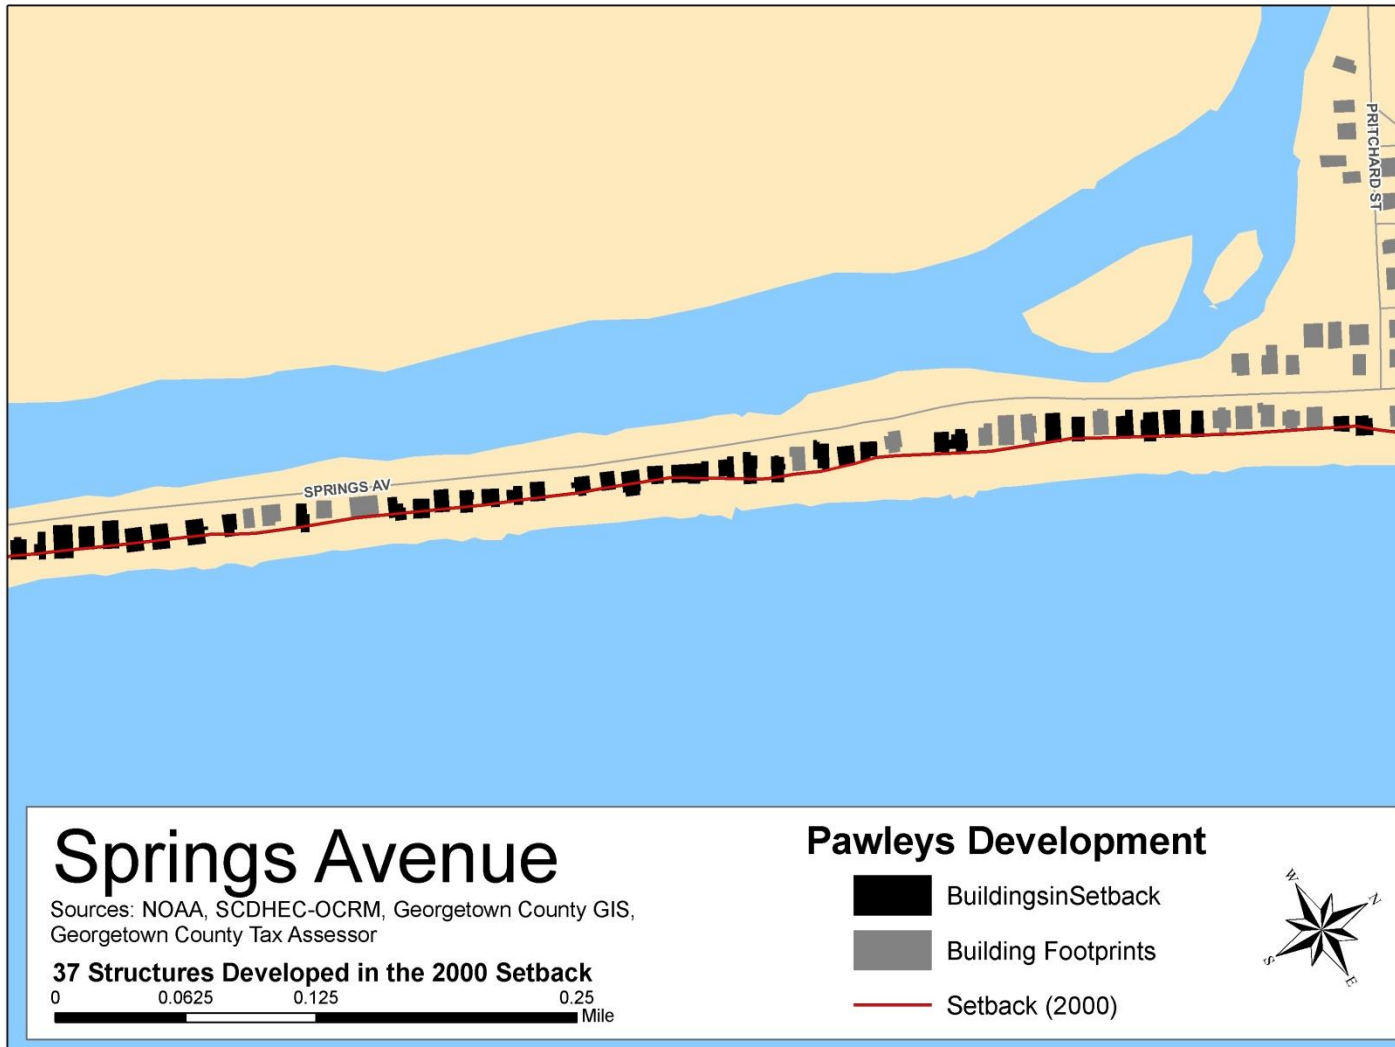 PRITCHARD ST
SPRINGS AV
Springs Avenue
Sources: NOAA, SCDHEC-OCRM, Georgetown County GIS,
Georgetown County Tax Assessor
37 Structures Developed in the 2000 Setback
0 0.0625 0.125 0.25
Mile
Pawleys Development
BuildingsinSetback
Building Footprints
Setback (2000)
W
N
S
E